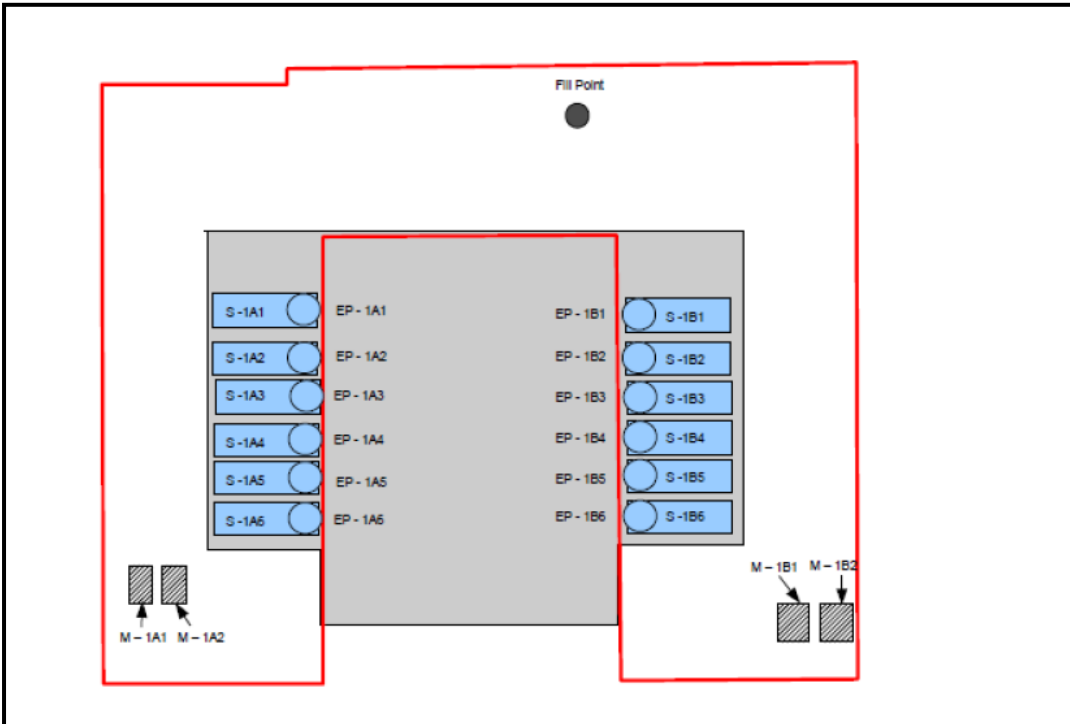 Fill Point
S -1A1 EP - 1A1 EP - 1B1 S -1B1
S -1A2 EP - 1A2 EP - 1B2 S -1B2
S -1A3 EP - 1A3 EP - 1B3 S -1B3
S -1A4 EP - 1A4 EP - 1B4 S -1B4
S -1A5 EP - 1A5 EP - 1B5 S -1B5
S -1A6 EP - 1A6 EP - 1B6 S -1B6
M – 1B1 M – 1B2
M – 1A1 M – 1A2